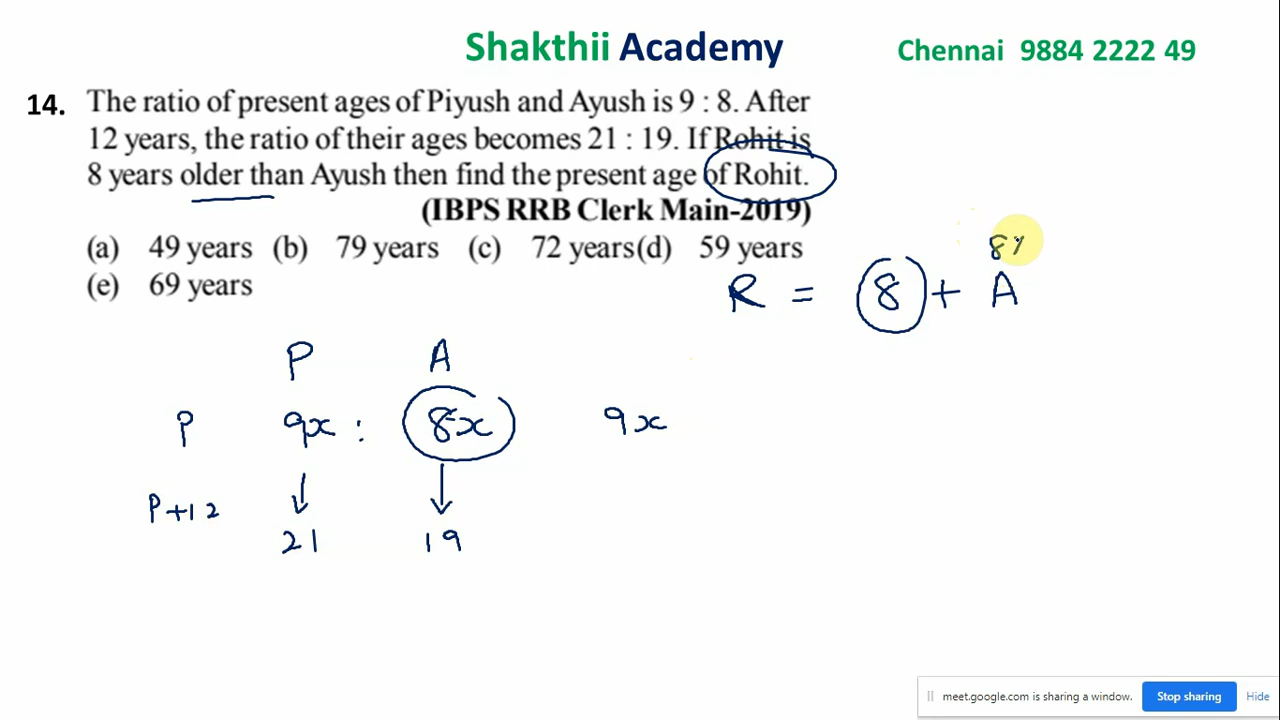 Shakthii Academy Chennai 9884 2222 49
14. The ratio of present ages of Piyush and Ayush is 9 : 8. After
12 years, the ratio of their ages becomes 21 : 19. If Rohit is
8 years older than Ayush then find the present age of Rohit.
(IBPS RRB Clerk Main-2019)
(a) 49 years (b) 79 years (c) 72 years(d) 59 years
(e) 69 years
8x
R = 8 + A
P A
P 9x : 8x 9x
P+12
21 19
meet.google.com is sharing a window. Stop sharing Hide